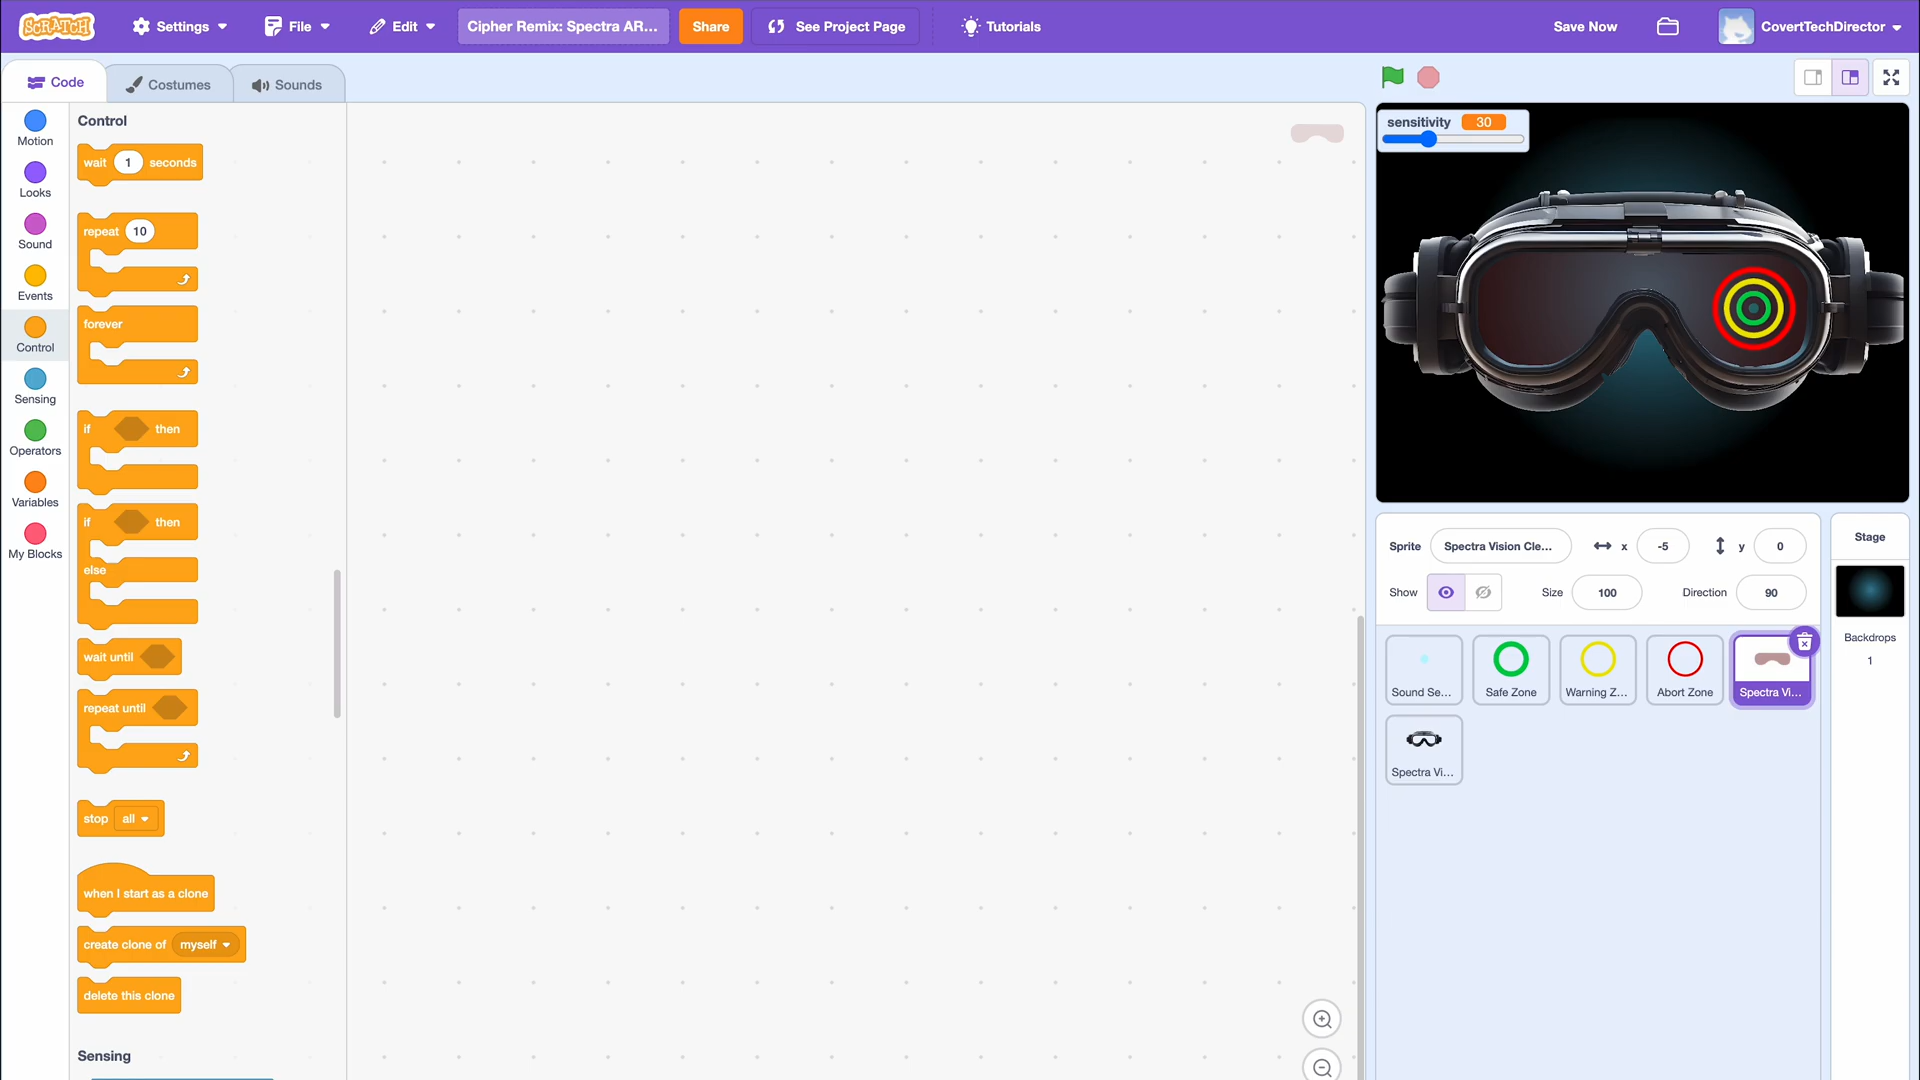 SCRATCH Settings File Edit Cipher Remix: Spectra AR... Share See Project Page Tutorials Save Now CovertTechDirector
Code Costumes Sounds
Motion
Looks
Sound
Events
Control
Sensing
Operators
Variables
My Blocks
Control
wait 1 seconds
repeat 10
forever
if then
if then
else
wait until
repeat until
stop all
when I start as a clone
create clone of myself
delete this clone
Sensing
sensitivity 30
Sprite Spectra Vision Cle... x -5 y 0
Show Size 100 Direction 90
Sound Se... Safe Zone Warning Z... Abort Zone Spectra Vi...
Spectra Vi...
Stage
Backdrops
1